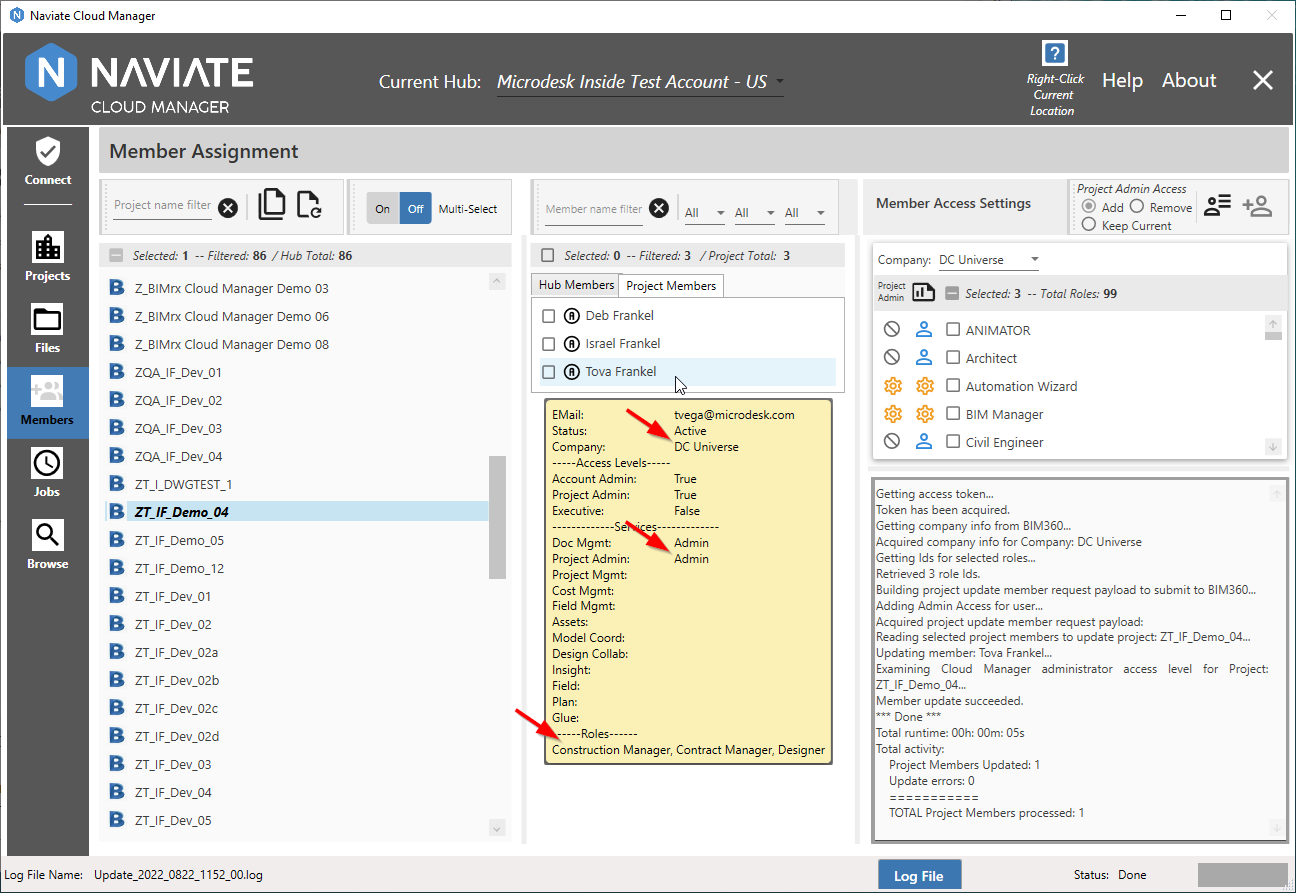 Naviate Cloud Manager
N NAVIATE
CLOUD MANAGER
Current Hub: Microdesk Inside Test Account - US
?
Right-Click
Current
Location
Help
About
Connect
Projects
Files
Members
Jobs
Browse
Member Assignment
Project name filter
On Off Multi-Select
Selected: 1 -- Filtered: 86 / Hub Total: 86
B Z_BIMrx Cloud Manager Demo 03
B Z_BIMrx Cloud Manager Demo 06
B Z_BIMrx Cloud Manager Demo 08
B ZQA_IF_Dev_01
B ZQA_IF_Dev_02
B ZQA_IF_Dev_03
B ZQA_IF_Dev_04
B ZT_I_DWGTEST_1
B ZT_IF_Demo_04
B ZT_IF_Demo_05
B ZT_IF_Demo_12
B ZT_IF_Dev_01
B ZT_IF_Dev_02
B ZT_IF_Dev_02a
B ZT_IF_Dev_02b
B ZT_IF_Dev_02c
B ZT_IF_Dev_02d
B ZT_IF_Dev_03
B ZT_IF_Dev_04
B ZT_IF_Dev_05
Member name filter
All All All
Selected: 0 -- Filtered: 3 / Project Total: 3
Hub Members Project Members
A Deb Frankel
A Israel Frankel
A Tova Frankel
EMail: tvega@microdesk.com
Status: Active
Company: DC Universe
-----Access Levels-----
Account Admin: True
Project Admin: True
Executive: False
-------------Services-------------
Doc Mgmt: Admin
Project Admin: Admin
Project Mgmt:
Cost Mgmt:
Field Mgmt:
Assets:
Model Coord:
Design Collab:
Insight:
Field:
Plan:
Glue:
------Roles------
Construction Manager, Contract Manager, Designer
Member Access Settings
Project Admin Access
Add Remove
Keep Current
Company: DC Universe
Project
Admin
Selected: 3 -- Total Roles: 99
ANIMATOR
Architect
Automation Wizard
BIM Manager
Civil Engineer
Getting access token...
Token has been acquired.
Getting company info from BIM360...
Acquired company info for Company: DC Universe
Getting Ids for selected roles...
Retrieved 3 role Ids.
Building project update member request payload to submit to BIM360...
Adding Admin Access for user...
Acquired project update member request payload:
Reading selected project members to update project: ZT_IF_Demo_04...
Updating member: Tova Frankel...
Examining Cloud Manager administrator access level for Project:
ZT_IF_Demo_04...
Member update succeeded.
*** Done ***
Total runtime: 00h: 00m: 05s
Total activity:
Project Members Updated: 1
Update errors: 0
===========
TOTAL Project Members processed: 1
Log File Name: Update_2022_0822_1152_00.log
Log File
Status: Done